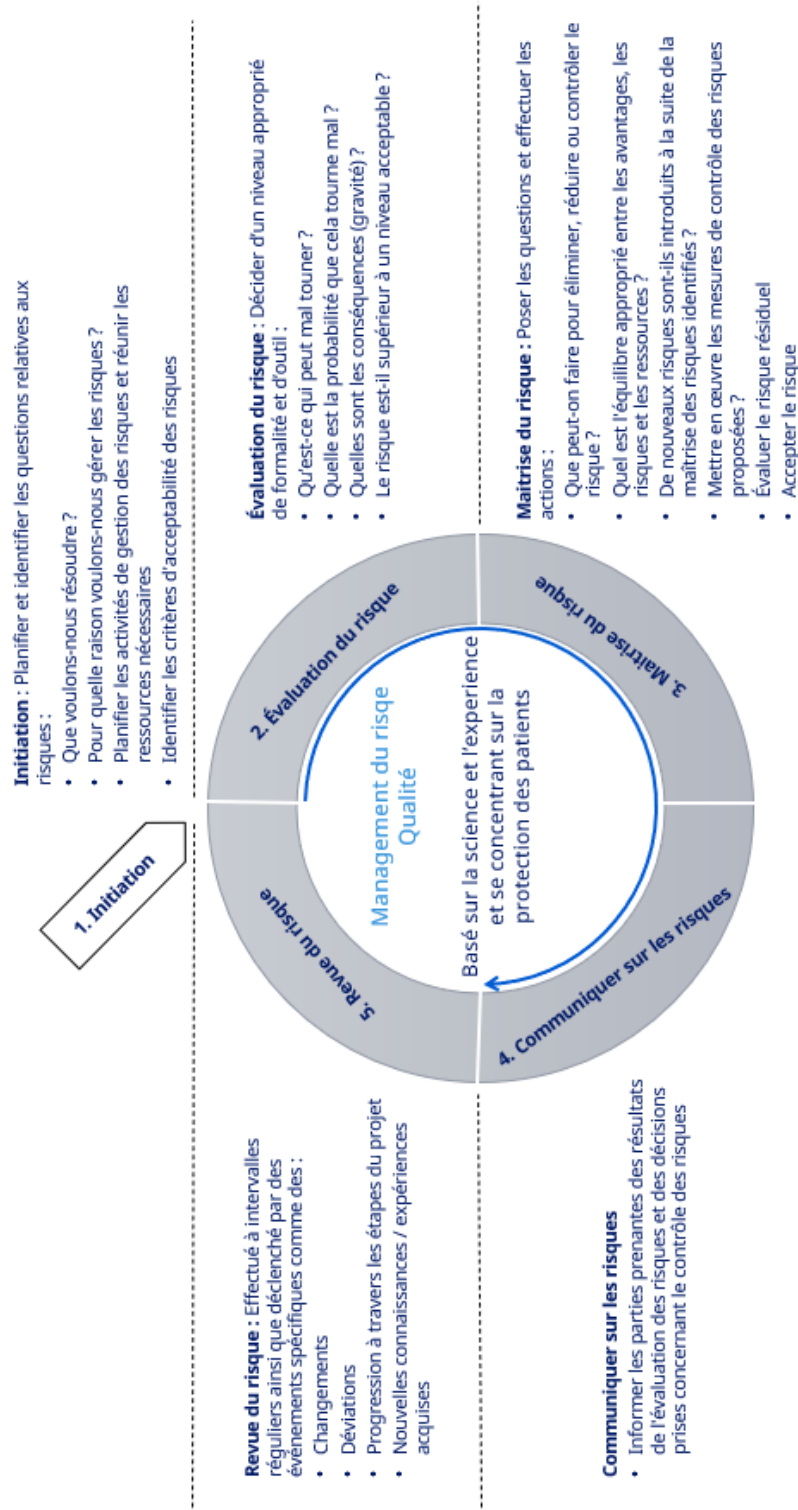 Initiation : Planifier et identifier les questions relatives aux
risques :
• Que voulons-nous résoudre ?
• Pour quelle raison voulons-nous gérer les risques ?
• Planifier les activités de gestion des risques et réunir les
ressources nécessaires
• Identifier les critères d'acceptabilité des risques
1. Initiation
Évaluation du risque : Décider d'un niveau approprié
de formalité et d'outil :
• Qu'est-ce qui peut mal touner ?
• Quelle est la probabilité que cela tourne mal ?
• Quelles sont les conséquences (gravité) ?
• Le risque est-il supérieur à un niveau acceptable ?
2. Évaluation du risque
Maitrise du risque : Poser les questions et effectuer les
actions :
• Que peut-on faire pour éliminer, réduire ou contrôler le
risque ?
• Quel est l'équilibre approprié entre les avantages, les
risques et les ressources ?
• De nouveaux risques sont-ils introduits à la suite de la
maîtrise des risques identifiés ?
• Mettre en œuvre les mesures de contrôle des risques
proposées ?
• Évaluer le risque résiduel
• Accepter le risque
3. Maitrise du risque
Communiquer sur les risques
• Informer les parties prenantes des résultats
de l'évaluation des risques et des décisions
prises concernant le contrôle des risques
4. Communiquer sur les risques
Revue du risque : Effectué à intervalles
réguliers ainsi que déclenché par des
événements spécifiques comme des :
• Changements
• Déviations
• Progression à travers les étapes du projet
• Nouvelles connaissances / expériences
acquises
5. Revue du risque
Management du risqe
Qualité
Basé sur la science et l'experience
et se concentrant sur la
protection des patients